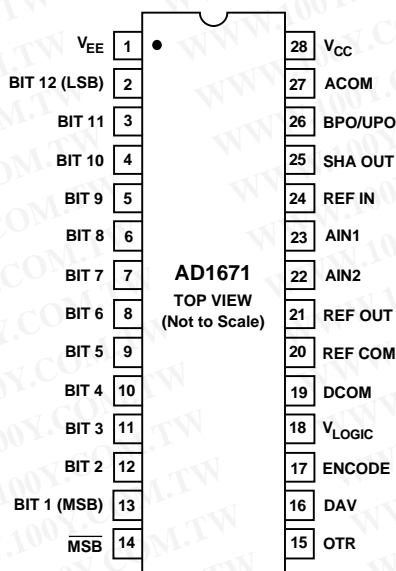 V_EE 1
BIT 12 (LSB) 2
BIT 11 3
BIT 10 4
BIT 9 5
BIT 8 6
BIT 7 7
BIT 6 8
BIT 5 9
BIT 4 10
BIT 3 11
BIT 2 12
BIT 1 (MSB) 13
M̅S̅B̅ 14
AD1671
TOP VIEW
(Not to Scale)
28 V_CC
27 ACOM
26 BPO/UPO
25 SHA OUT
24 REF IN
23 AIN1
22 AIN2
21 REF OUT
20 REF COM
19 DCOM
18 V_LOGIC
17 ENCODE
16 DAV
15 OTR